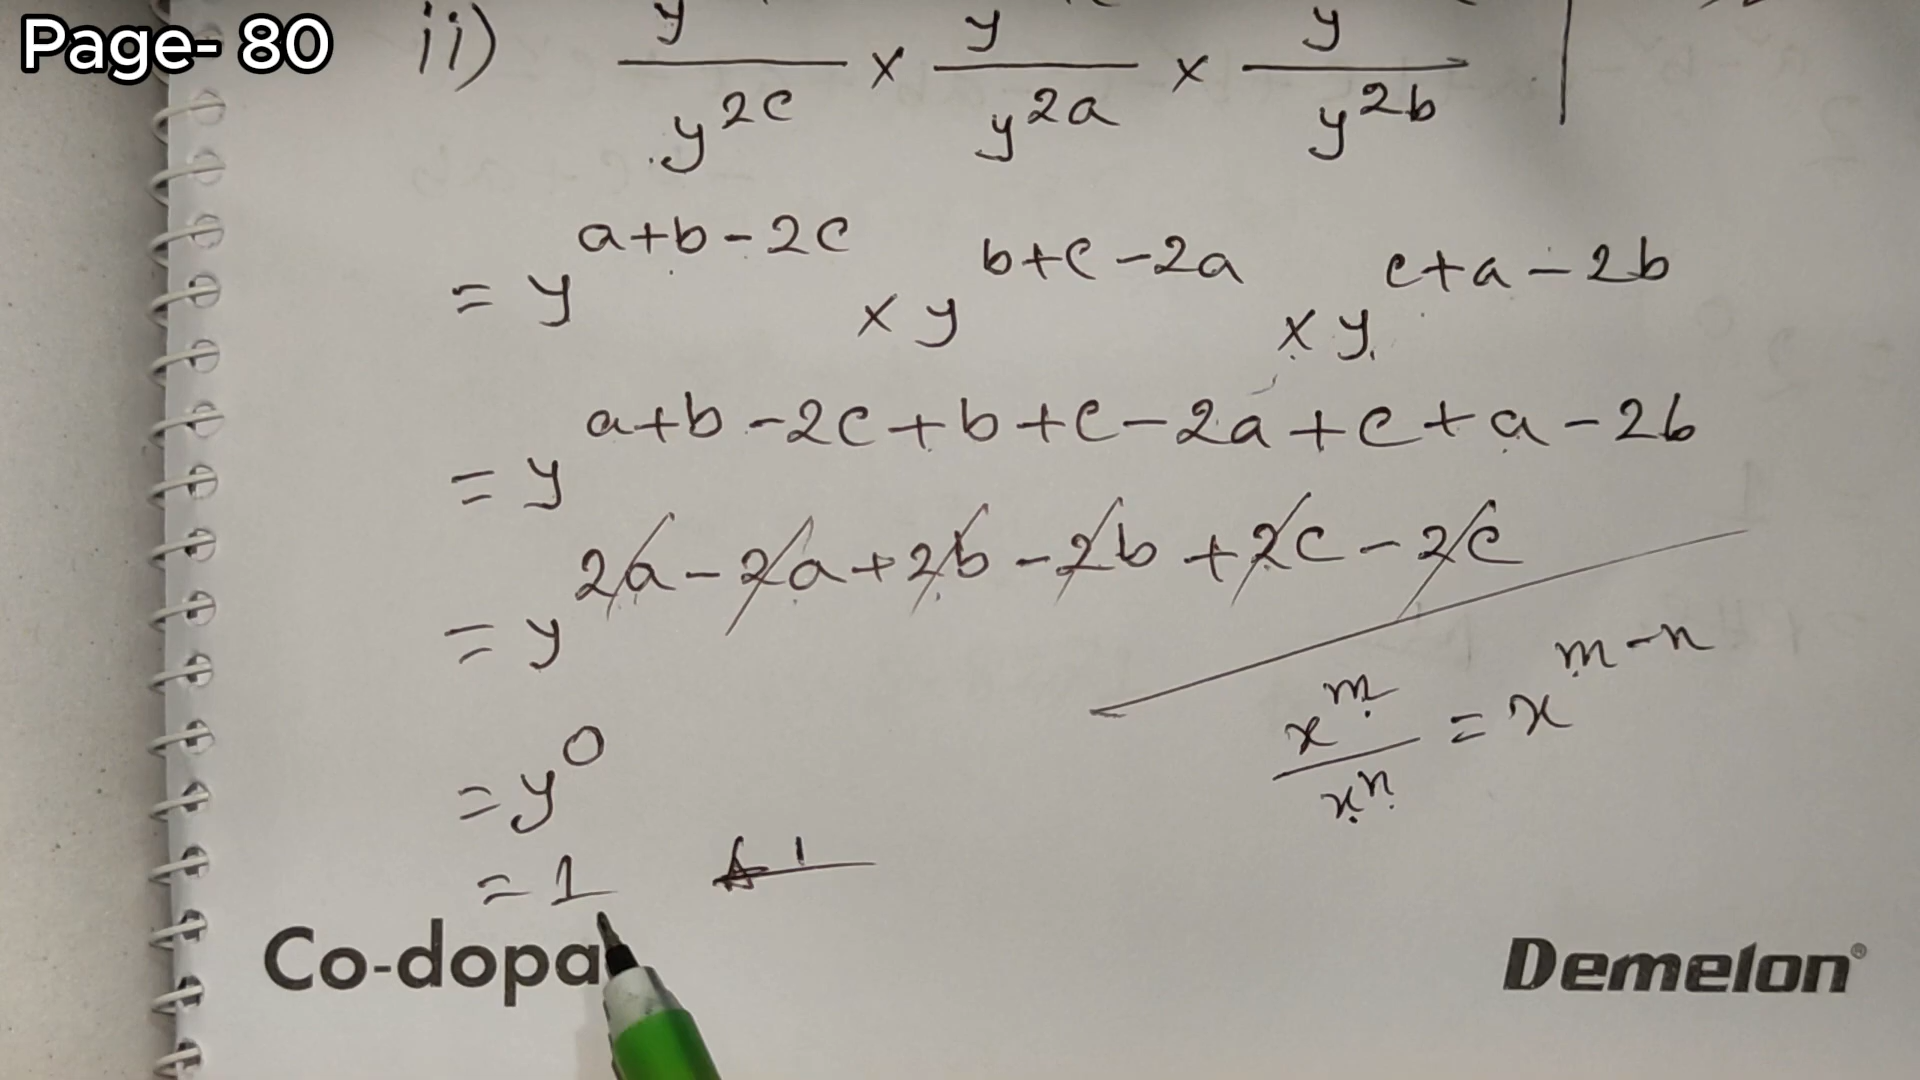 Page- 80
ii) y/y^2c × y/y^2a × y/y^2b
= y^a+b-2c × y^b+c-2a × y^c+a-2b
= y^a+b-2c+b+c-2a+c+a-2b
= y^2a-2a+2b-2b+2c-2c
x^m/x^n = x^m-n
= y^0
= 1
Co-dopa
Demelon®